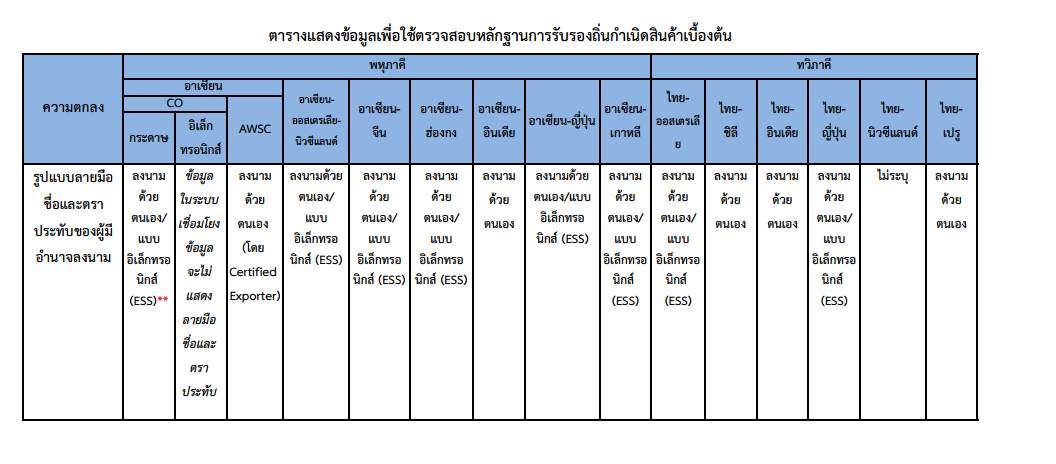 ตารางแสดงข้อมูลเพื่อใช้ตรวจสอบหลักฐานการรับรองถิ่นกำเนิดสินค้าเบื้องต้น
ความตกลง
พหุภาคี
ทวิภาคี
อาเซียน
CO
กระดาษ
อิเล็ก
ทรอนิกส์
AWSC
อาเซียน-
ออสเตรเลีย-
นิวซีแลนด์
อาเซียน-
จีน
อาเซียน-
ฮ่องกง
อาเซียน-
อินเดีย
อาเซียน-ญี่ปุ่น
อาเซียน-
เกาหลี
ไทย-
ออสเตรเลี
ย
ไทย-
ชิลี
ไทย-
อินเดีย
ไทย-
ญี่ปุ่น
ไทย-
นิวซีแลนด์
ไทย-
เปรู
รูปแบบลายมือ
ชื่อและตรา
ประทับของผู้มี
อำนาจลงนาม
ลงนาม
ด้วย
ตนเอง/
แบบ
อิเล็กทรอ
นิกส์
(ESS)**
ข้อมูล
ในระบบ
เชื่อมโยง
ข้อมูล
จะไม่
แสดง
ลายมือ
ชื่อและ
ตรา
ประทับ
ลงนาม
ด้วย
ตนเอง
(โดย
Certified
Exporter)
ลงนามด้วย
ตนเอง/
แบบ
อิเล็กทรอ
นิกส์ (ESS)
ลงนาม
ด้วย
ตนเอง/
แบบ
อิเล็กทรอ
นิกส์ (ESS)
ลงนาม
ด้วย
ตนเอง/
แบบ
อิเล็กทรอ
นิกส์ (ESS)
ลงนาม
ด้วย
ตนเอง
ลงนามด้วย
ตนเอง/แบบ
อิเล็กทรอ
นิกส์ (ESS)
ลงนาม
ด้วย
ตนเอง/
แบบ
อิเล็กทรอ
นิกส์
(ESS)
ลงนาม
ด้วย
ตนเอง/
แบบ
อิเล็กทรอ
นิกส์
(ESS)
ลงนาม
ด้วย
ตนเอง
ลงนาม
ด้วย
ตนเอง
ลงนาม
ด้วย
ตนเอง/
แบบ
อิเล็กทรอ
นิกส์
(ESS)
ไม่ระบุ
ลงนาม
ด้วย
ตนเอง